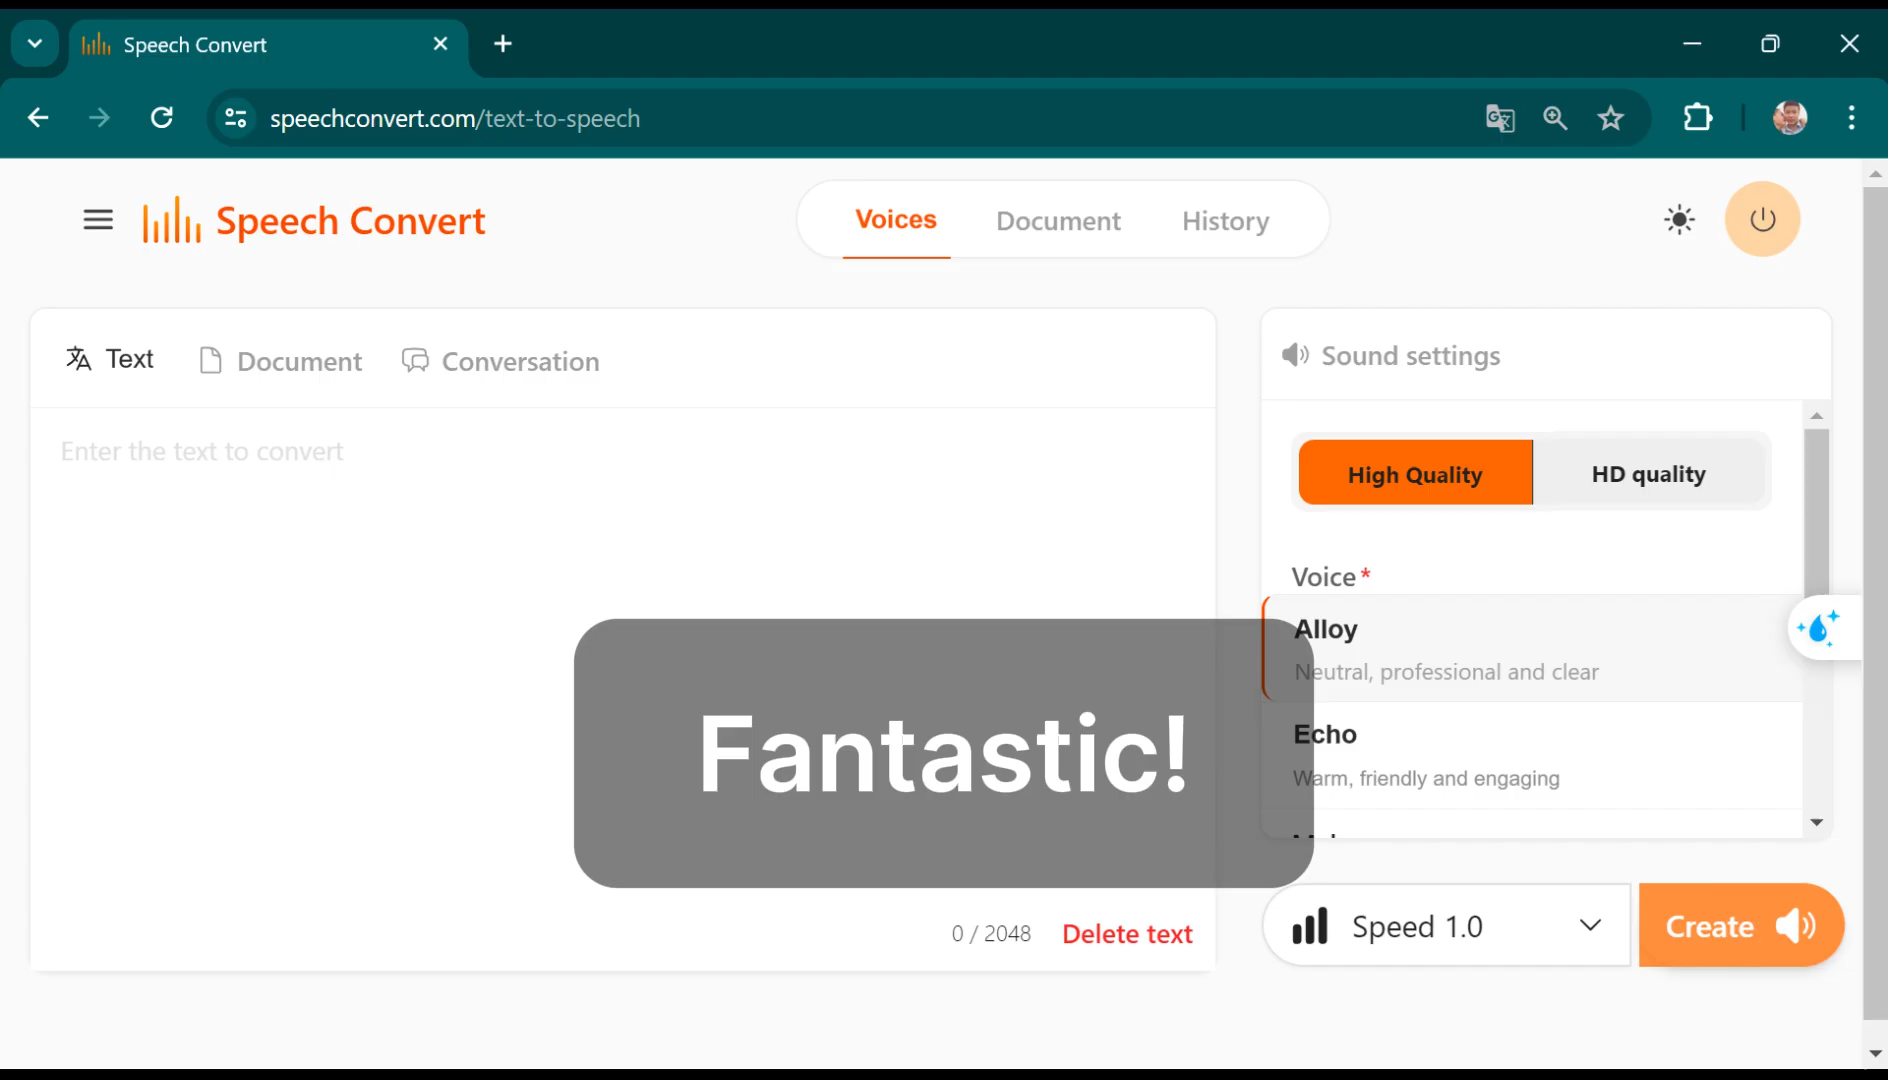 Speech Convert
speechconvert.com/text-to-speech
Speech Convert
Voices
Document
History
Text
Document
Conversation
Enter the text to convert
0 / 2048
Delete text
Sound settings
High Quality
HD quality
Voice*
Alloy
Neutral, professional and clear
Echo
Warm, friendly and engaging
Fantastic!
Speed 1.0
Create